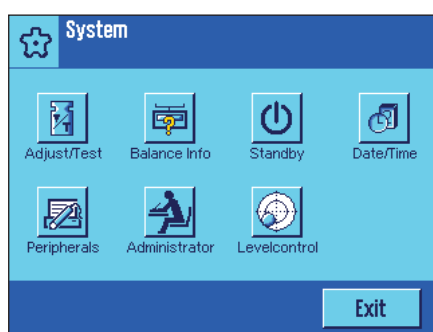 System
Adjust/Test Balance Info Standby Date/Time
Peripherals Administrator Levelcontrol
Exit